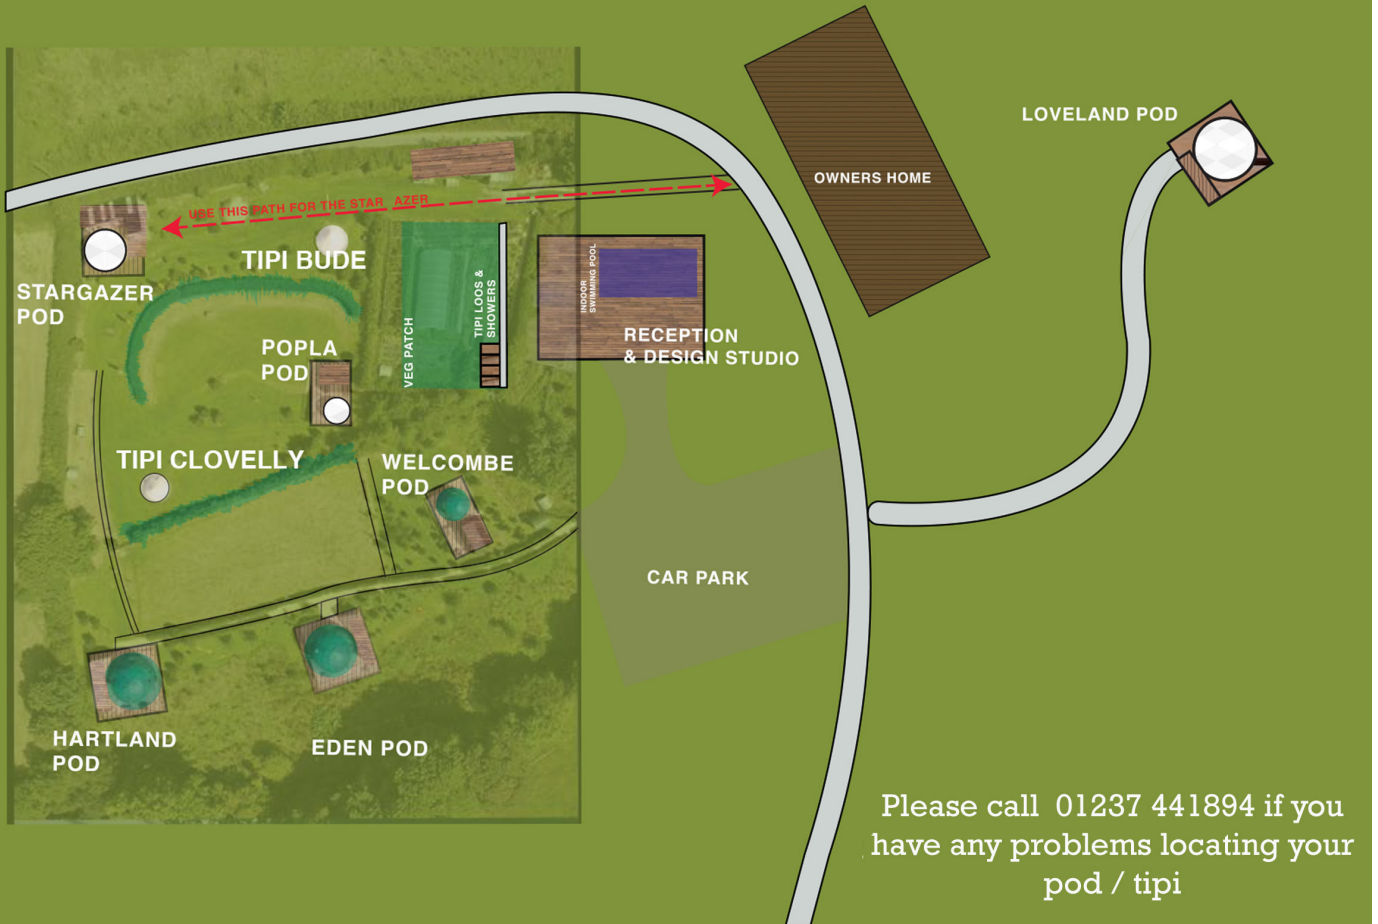 LOVELAND POD
OWNERS HOME
USE THIS PATH FOR THE STAR AZER
TIPI BUDE
STARGAZER
POD
INDOOR
SWIMMING POOL
TIPI LOOS &
SHOWERS
VEG PATCH
RECEPTION
& DESIGN STUDIO
POPLA
POD
TIPI CLOVELLY
WELCOMBE
POD
CAR PARK
HARTLAND
POD
EDEN POD
Please call 01237 441894 if you
have any problems locating your
pod / tipi